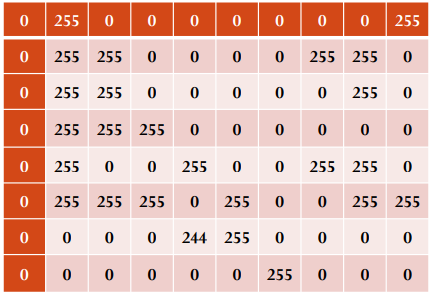 0 255 0 0 0 0 0 0 0 255
0 255 255 0 0 0 0 255 255 0
0 255 255 0 0 0 0 0 255 0
0 255 255 255 0 0 0 0 0 0
0 255 0 0 255 0 0 255 255 0
0 255 255 255 0 255 0 0 255 255
0 0 0 0 244 255 0 0 0 0
0 0 0 0 0 0 255 0 0 0